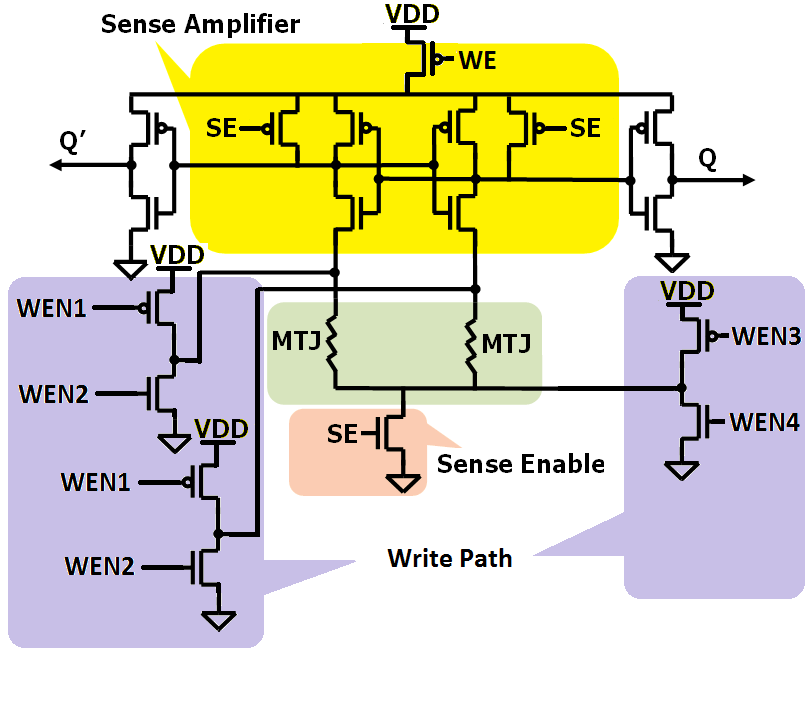 VDD
Sense Amplifier
WE
SE
SE
Q’
Q
VDD
WEN1
WEN2
VDD
WEN1
WEN2
MTJ
MTJ
VDD
WEN3
WEN4
SE
Sense Enable
Write Path